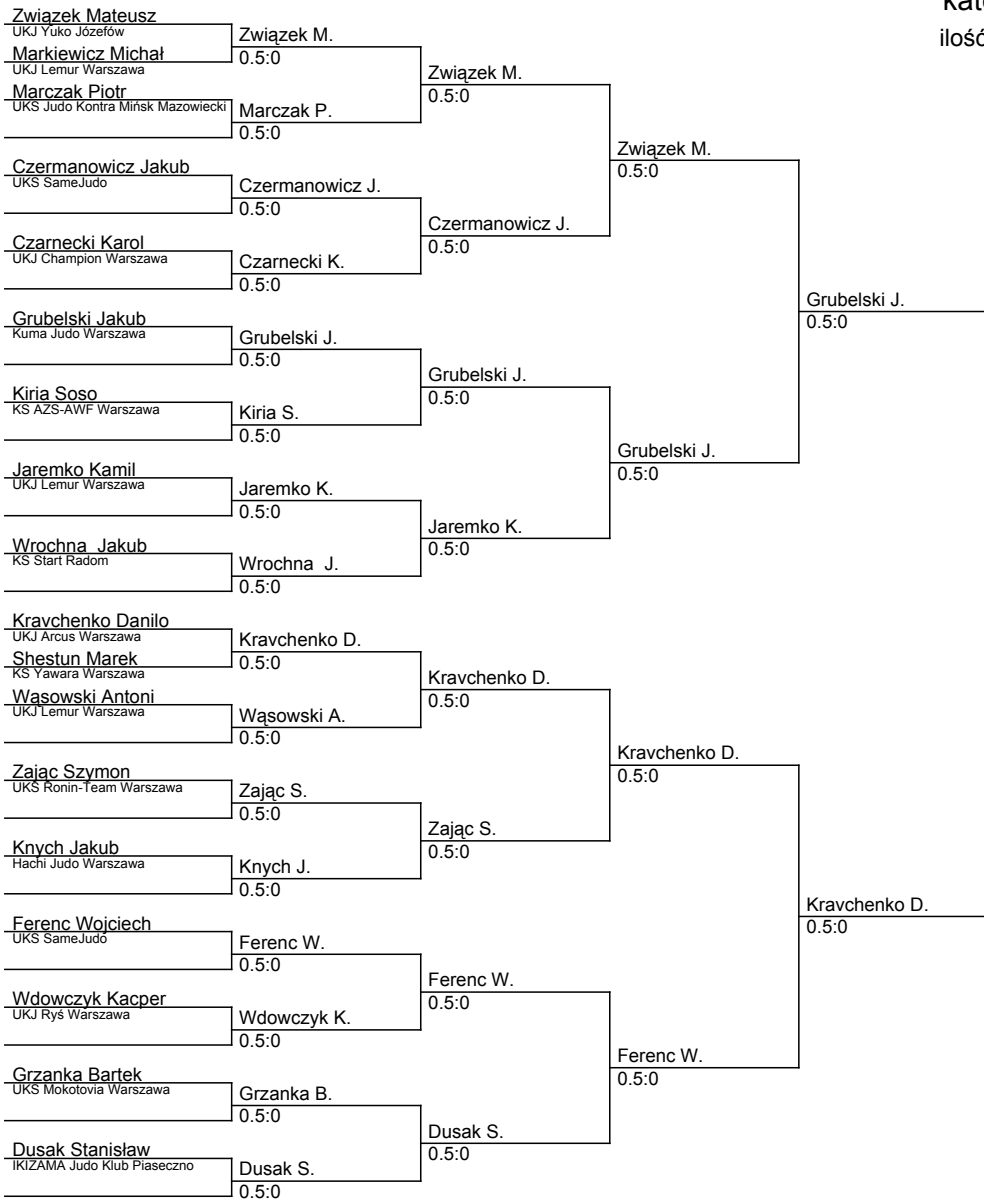 Związek Mateusz
UKJ Yuko Józefów
Markiewicz Michał
UKJ Lemur Warszawa
Marczak Piotr
UKS Judo Kontra Mińsk Mazowiecki
Czermanowicz Jakub
UKS SameJudo
Czarnecki Karol
UKJ Champion Warszawa
Grubelski Jakub
Kuma Judo Warszawa
Kiria Soso
KS AZS-AWF Warszawa
Jaremko Kamil
UKJ Lemur Warszawa
Wrochna Jakub
KS Start Radom
Kravchenko Danilo
UKJ Arcus Warszawa
Shestun Marek
KS Yawara Warszawa
Wąsowski Antoni
UKJ Lemur Warszawa
Zając Szymon
UKS Ronin-Team Warszawa
Knych Jakub
Hachi Judo Warszawa
Ferenc Wojciech
UKS SameJudo
Wdowczyk Kacper
UKJ Ryś Warszawa
Grzanka Bartek
UKS Mokotovia Warszawa
Dusak Stanisław
IKIZAMA Judo Klub Piaseczno
Związek M.
0.5:0
Marczak P.
0.5:0
Czermanowicz J.
0.5:0
Czarnecki K.
0.5:0
Grubelski J.
0.5:0
Kiria S.
0.5:0
Jaremko K.
0.5:0
Wrochna J.
0.5:0
Kravchenko D.
0.5:0
Wąsowski A.
0.5:0
Zając S.
0.5:0
Knych J.
0.5:0
Ferenc W.
0.5:0
Wdowczyk K.
0.5:0
Grzanka B.
0.5:0
Dusak S.
0.5:0
Związek M.
0.5:0
Czermanowicz J.
0.5:0
Grubelski J.
0.5:0
Jaremko K.
0.5:0
Kravchenko D.
0.5:0
Zając S.
0.5:0
Ferenc W.
0.5:0
Dusak S.
0.5:0
Związek M.
0.5:0
Grubelski J.
0.5:0
Kravchenko D.
0.5:0
Ferenc W.
0.5:0
Grubelski J.
0.5:0
Kravchenko D.
0.5:0
ilość